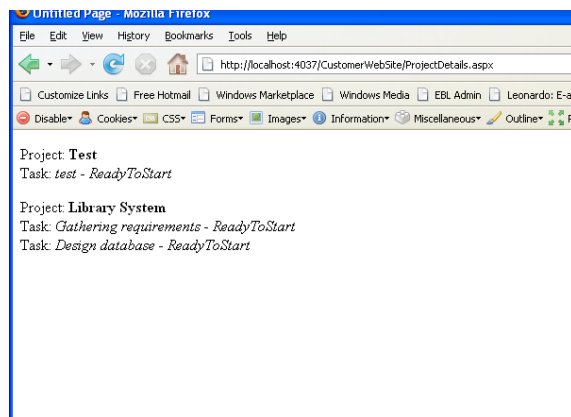 Untitled Page - Mozilla Firefox
File Edit View History Bookmarks Tools Help
http://localhost:4037/CustomerWebSite/ProjectDetails.aspx
Customize Links Free Hotmail Windows Marketplace Windows Media EBL Admin Leonardo: E-a
Disable Cookies CSS Forms Images Information Miscellaneous Outline
Project: Test
Task: test - ReadyToStart
Project: Library System
Task: Gathering requirements - ReadyToStart
Task: Design database - ReadyToStart